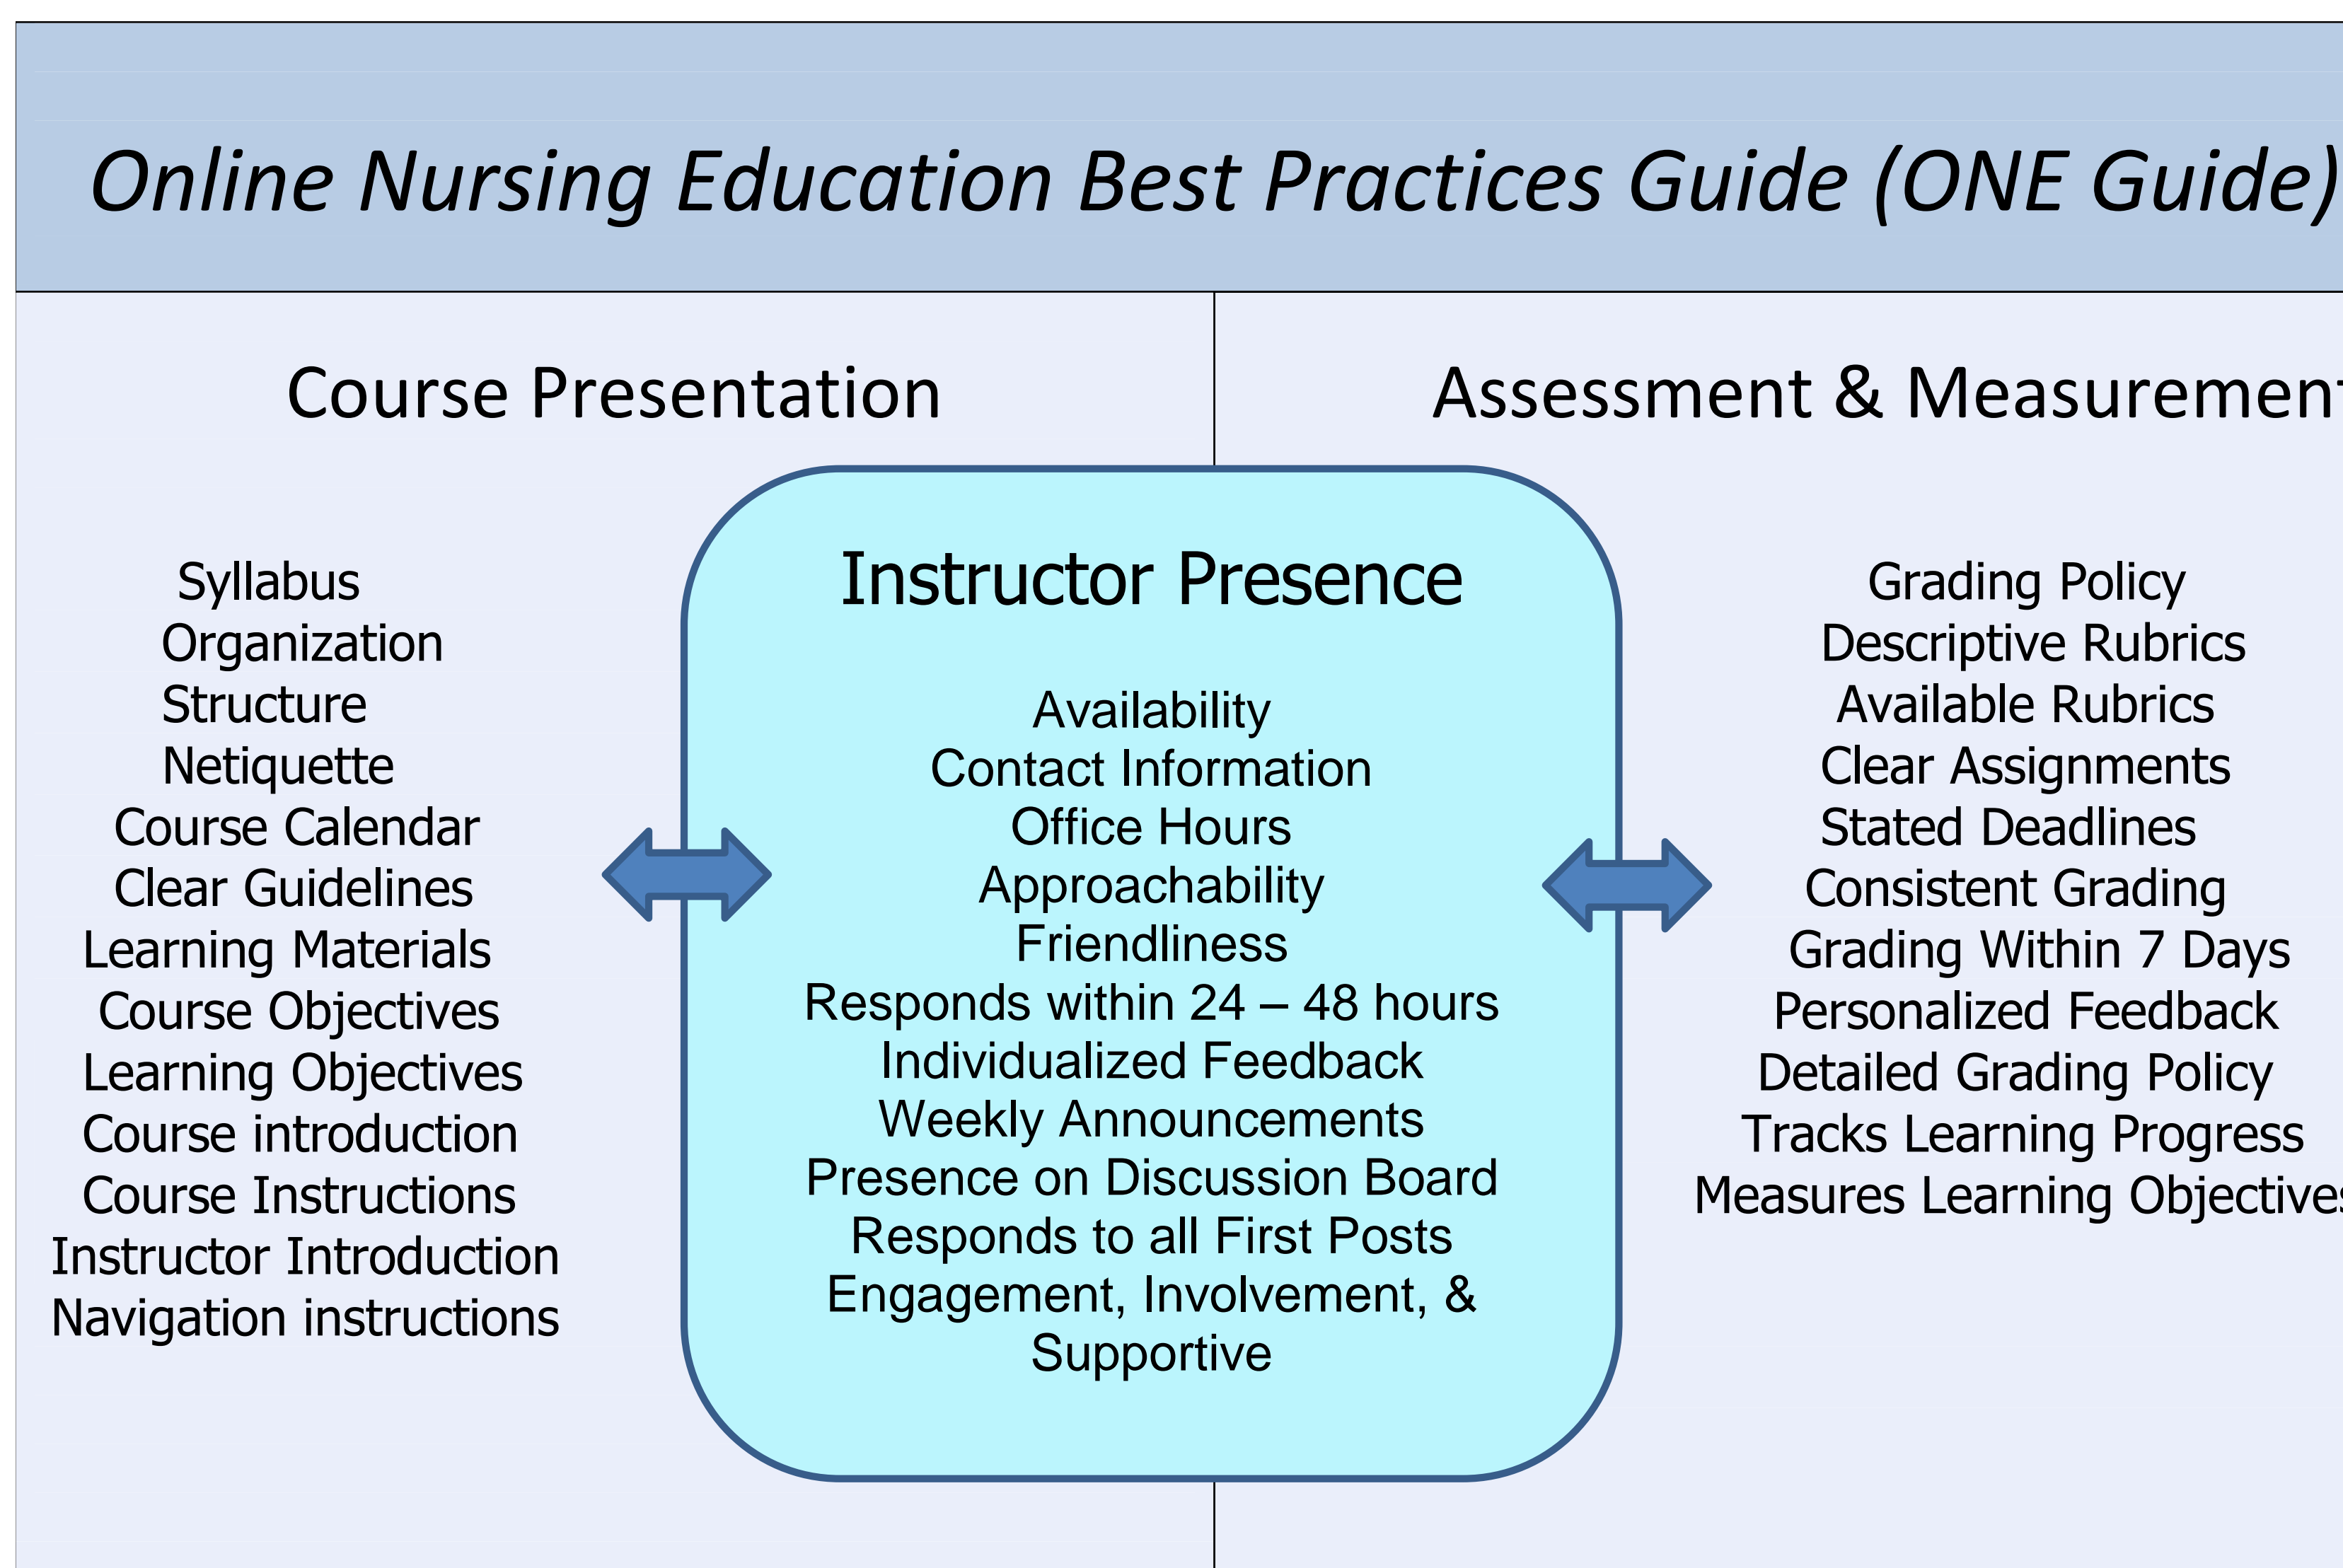 Online Nursing Education Best Practices Guide (ONE Guide)
Course Presentation
Syllabus
Organization
Structure
Netiquette
Course Calendar
Clear Guidelines
Learning Materials
Course Objectives
Learning Objectives
Course introduction
Course Instructions
Instructor Introduction
Navigation instructions
Instructor Presence
Availability
Contact Information
Office Hours
Approachability
Friendliness
Responds within 24 – 48 hours
Individualized Feedback
Weekly Announcements
Presence on Discussion Board
Responds to all First Posts
Engagement, Involvement, &
Supportive
Assessment & Measurement
Grading Policy
Descriptive Rubrics
Available Rubrics
Clear Assignments
Stated Deadlines
Consistent Grading
Grading Within 7 Days
Personalized Feedback
Detailed Grading Policy
Tracks Learning Progress
Measures Learning Objectives